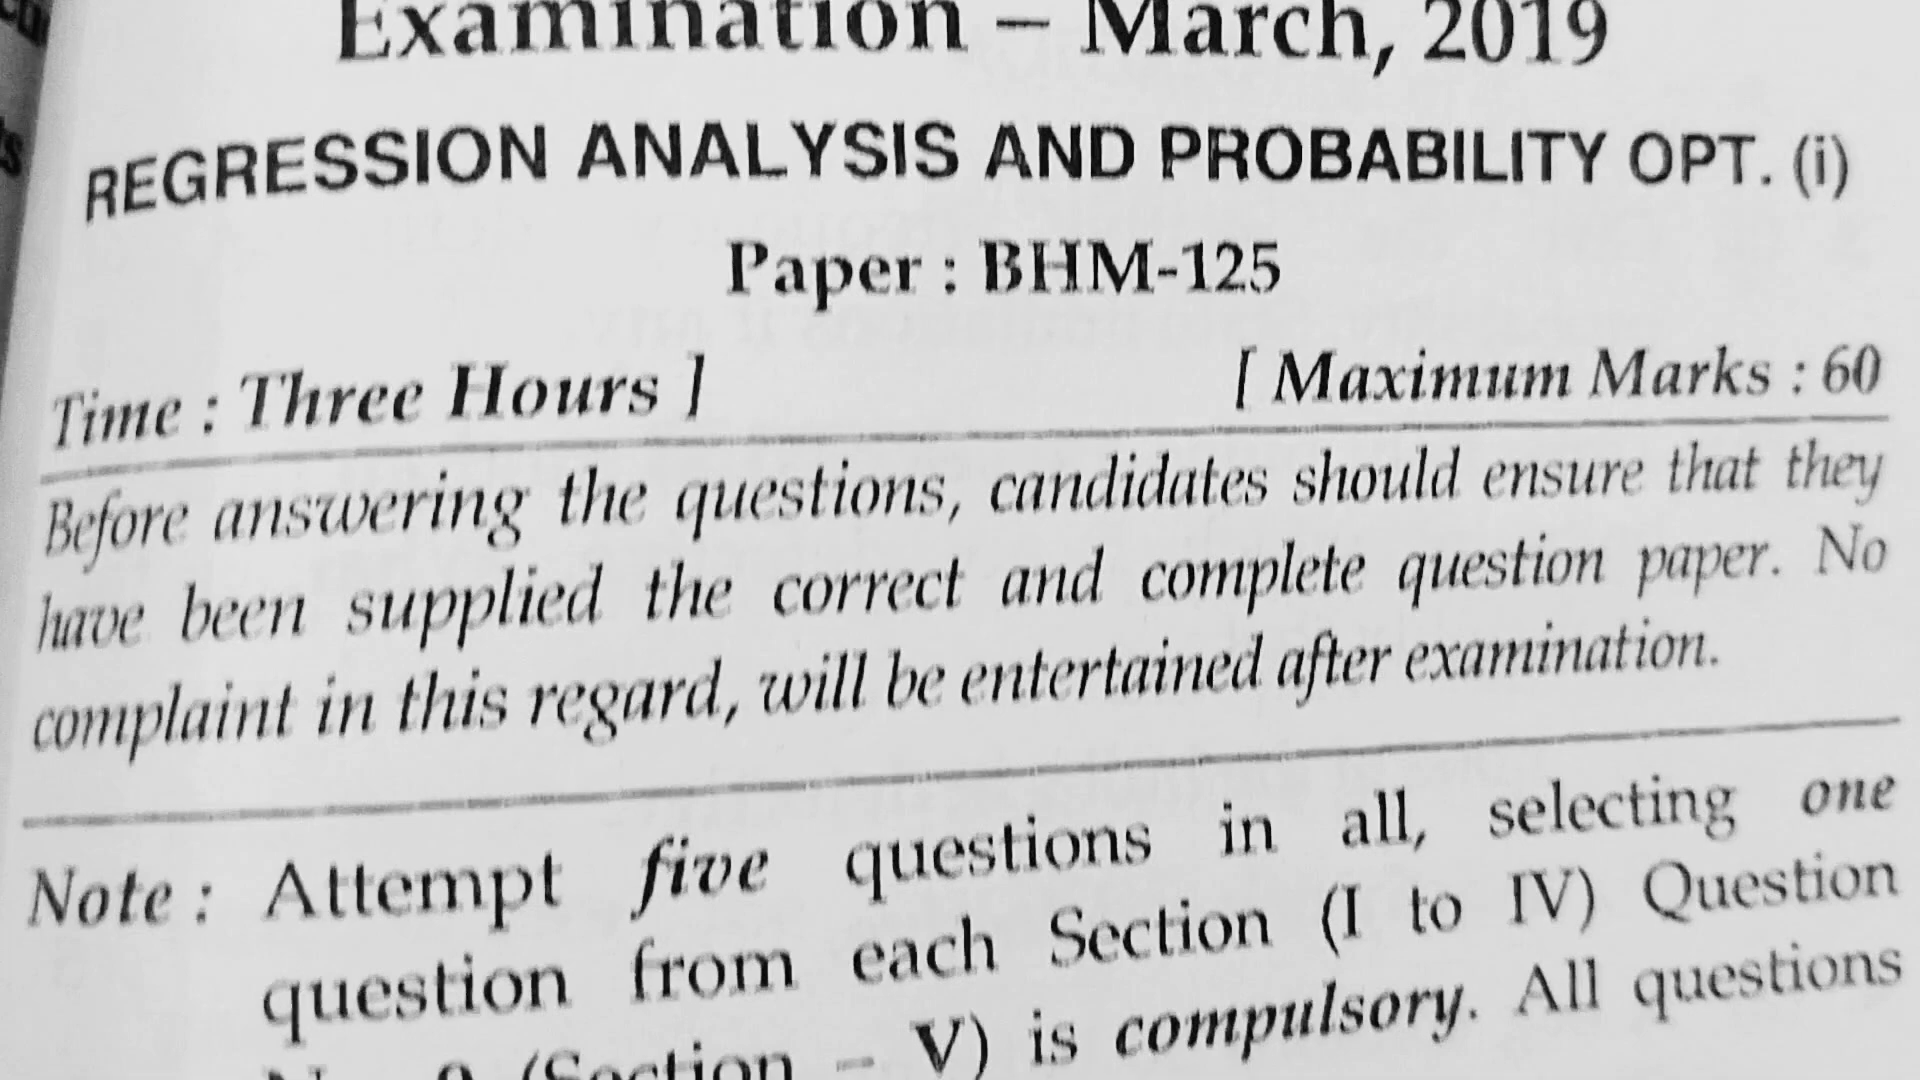 Examination – March, 2019
REGRESSION ANALYSIS AND PROBABILITY OPT. (i)
Paper : BHM-125
Time : Three Hours ] [ Maximum Marks : 60
Before answering the questions, candidates should ensure that they
have been supplied the correct and complete question paper. No
complaint in this regard, will be entertained after examination.
Note : Attempt five questions in all, selecting one
question from each Section (I to IV) Question
No. 9 (Section – V) is compulsory. All questions